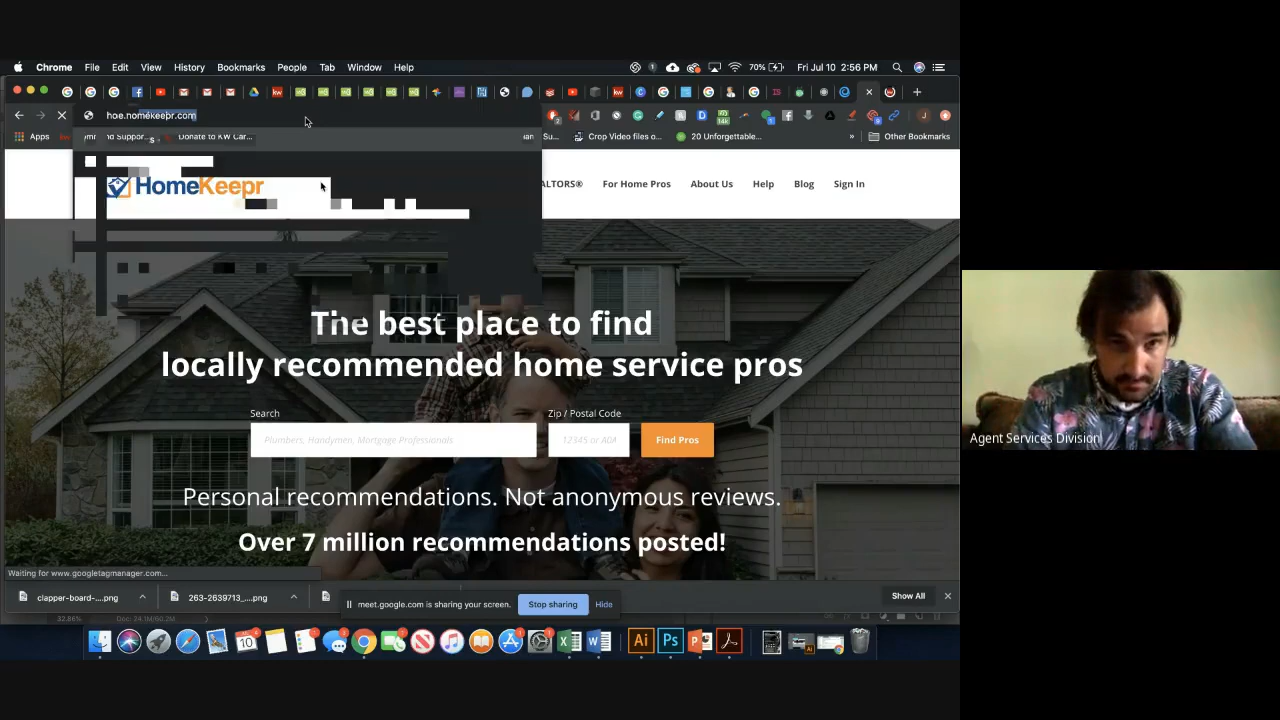 Chrome File Edit View History Bookmarks People Tab Window Help
70% Fri Jul 10 2:56 PM
Apps
Donate to KW Car...
Su... Crop Video files o... 20 Unforgettable... » Other Bookmarks
HomeKeepr
ALTORS® For Home Pros About Us Help Blog Sign In
The best place to find
locally recommended home service pros
Search Zip / Postal Code
Plumbers, Handymen, Mortgage Professionals 12345 or A0A Find Pros
Personal recommendations. Not anonymous reviews.
Over 7 million recommendations posted!
Waiting for www.googletagmanager.com...
clapper-board-....png 263-2639713_....png Show All
meet.google.com is sharing your screen. Stop sharing Hide
Agent Services Division